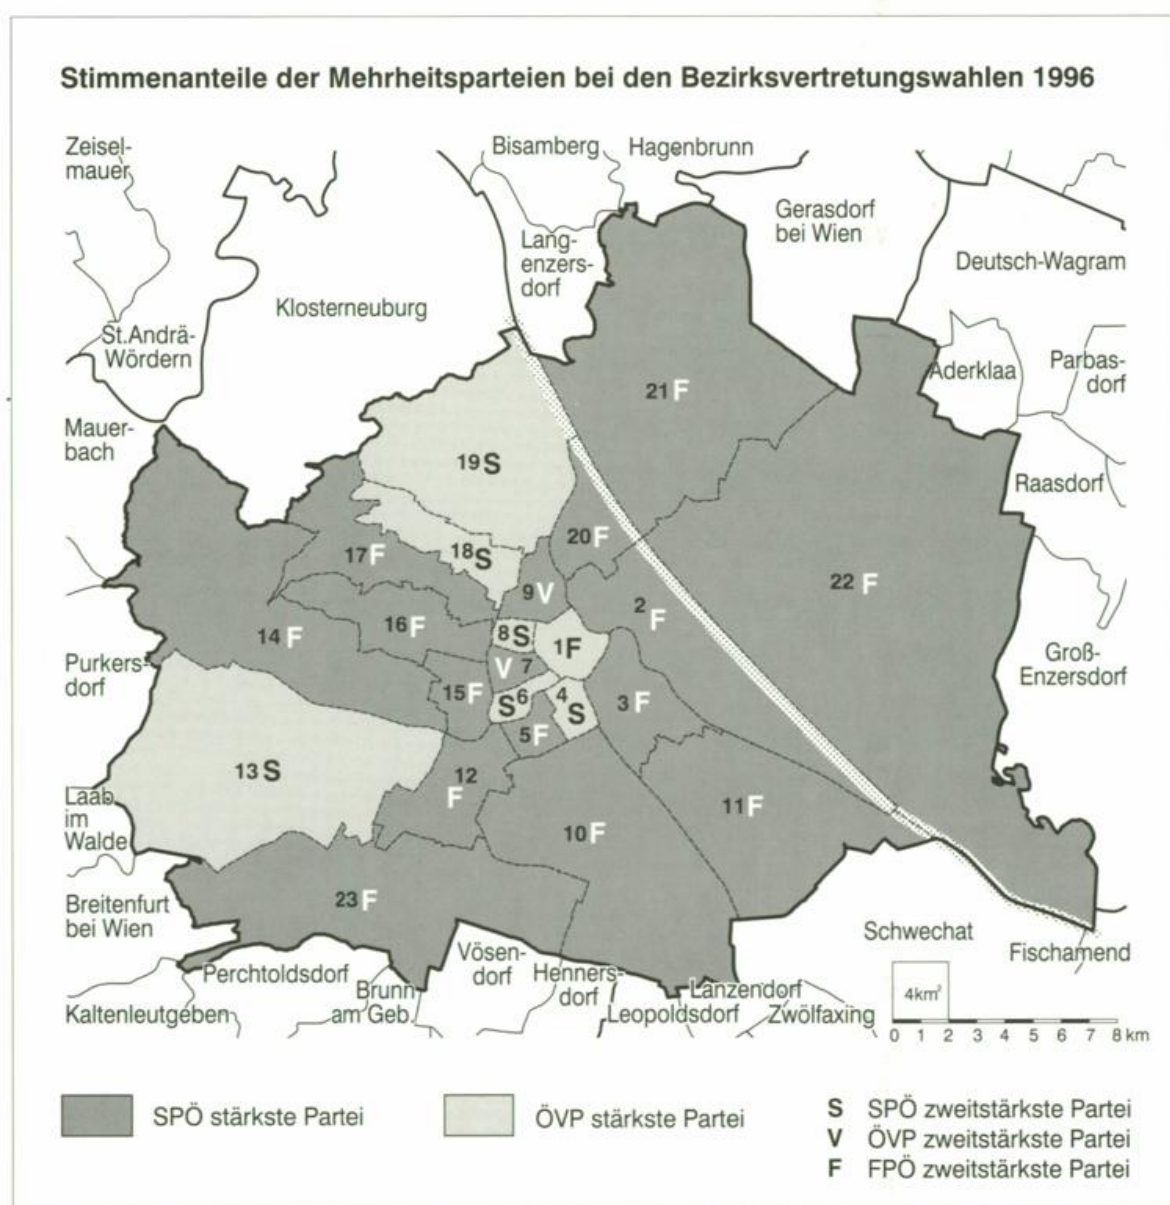 Stimmenanteile der Mehrheitsparteien bei den Bezirksvertretungswahlen 1996
Zeisel-
mauer
Bisamberg
Hagenbrunn
Gerasdorf
bei Wien
Lang-
enzers-
dorf
Deutsch-Wagram
Klosterneuburg
St.Andrä-
Wördern
Aderklaa
Parbas-
dorf
21 F
Mauer-
bach
19 S
Raasdorf
20 F
17 F
18 S
22 F
9 V
2 F
16 F
14 F
8 S
1 F
Purkers-
dorf
V 7
Groß-
Enzersdorf
15 F
S 6
4 S
3 F
5 F
13 S
12 F
Laab
im
Walde
11 F
10 F
23 F
Breitenfurt
bei Wien
Schwechat
Fischamend
Perchtoldsdorf
Vösen-
dorf
Henners-
dorf
Brunn
am Geb.
Lanzendorf
Kaltenleutgeben
Leopoldsdorf
Zwölfaxing
4km²
0 1 2 3 4 5 6 7 8 km
SPÖ stärkste Partei
ÖVP stärkste Partei
S SPÖ zweitstärkste Partei
V ÖVP zweitstärkste Partei
F FPÖ zweitstärkste Partei